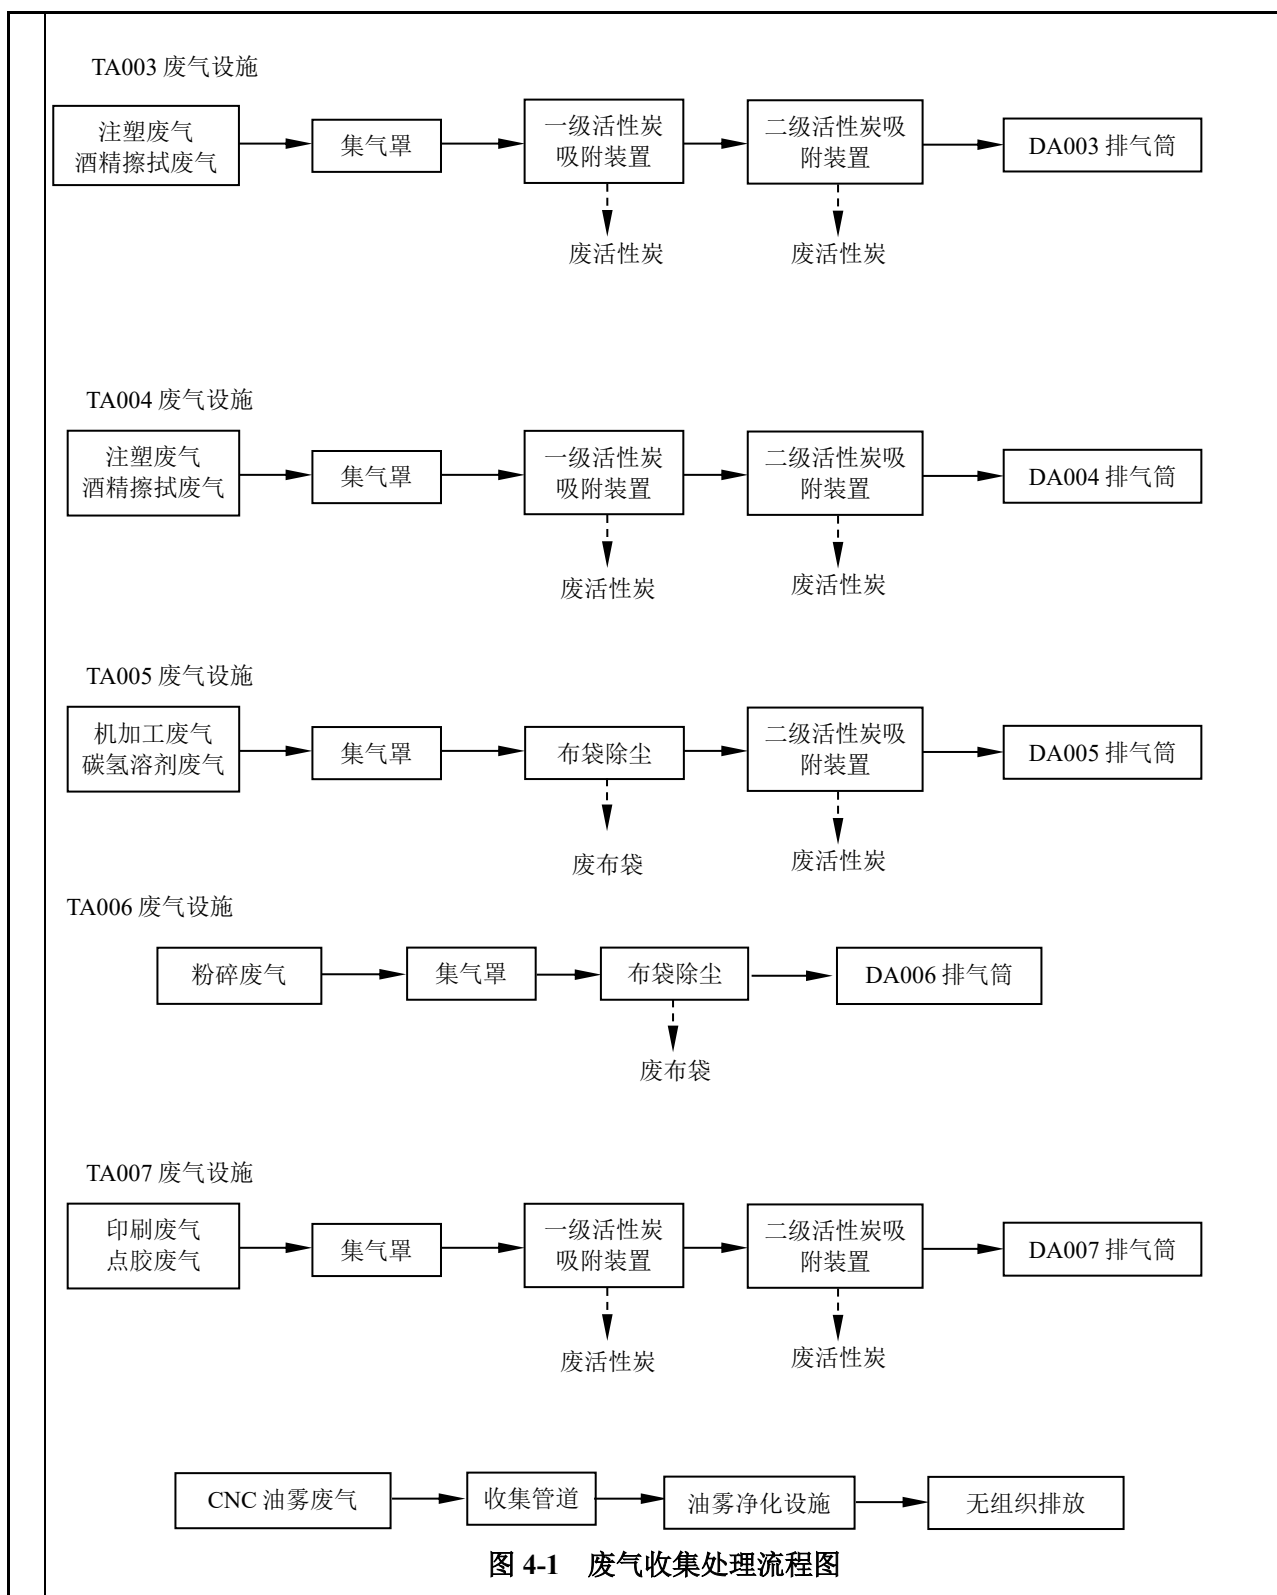 TA003 废气设施
注塑废气
酒精擦拭废气
集气罩
一级活性炭
吸附装置
二级活性炭吸
附装置
DA003 排气筒
废活性炭
废活性炭
TA004 废气设施
注塑废气
酒精擦拭废气
集气罩
一级活性炭
吸附装置
二级活性炭吸
附装置
DA004 排气筒
废活性炭
废活性炭
TA005 废气设施
机加工废气
碳氢溶剂废气
集气罩
布袋除尘
二级活性炭吸
附装置
DA005 排气筒
废布袋
废活性炭
TA006 废气设施
粉碎废气
集气罩
布袋除尘
DA006 排气筒
废布袋
TA007 废气设施
印刷废气
点胶废气
集气罩
一级活性炭
吸附装置
二级活性炭吸
附装置
DA007 排气筒
废活性炭
废活性炭
CNC 油雾废气
收集管道
油雾净化设施
无组织排放
图 4-1 废气收集处理流程图